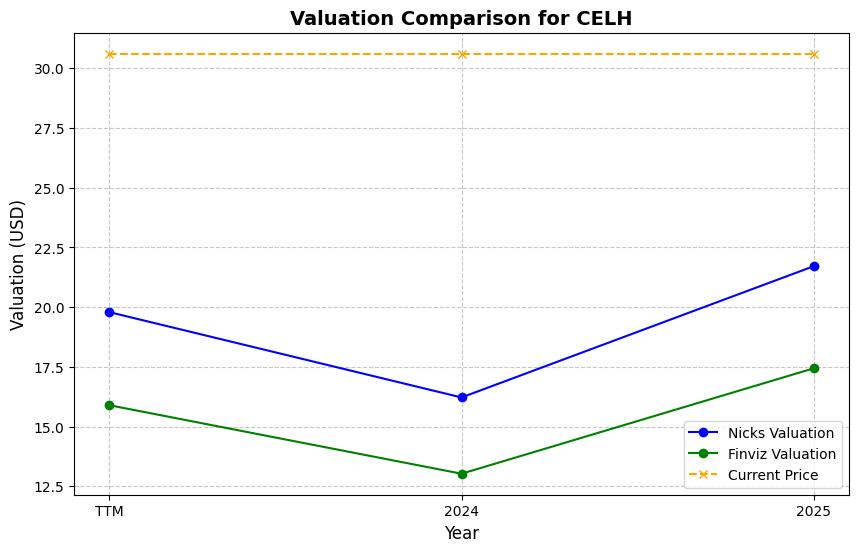 Valuation Comparison for CELH
Valuation (USD)
30.0
27.5
25.0
22.5
20.0
17.5
15.0
12.5
Nicks Valuation
Finviz Valuation
Current Price
TTM 2024 2025
Year